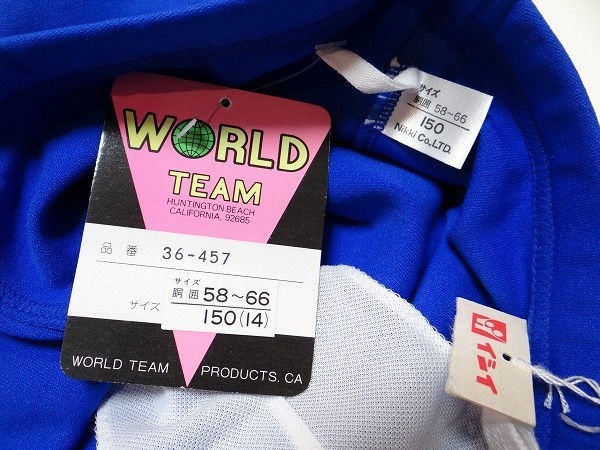 WORLD
TEAM
HUNTINGTON BEACH
CALIFORNIA, 92685
品番 36-457
サイズ
サイズ 胴囲 58~66
150(14)
WORLD TEAM PRODUCTS. CA
サイズ
胴囲 58-66
150
Nikki Co.,LTD.
イシイ